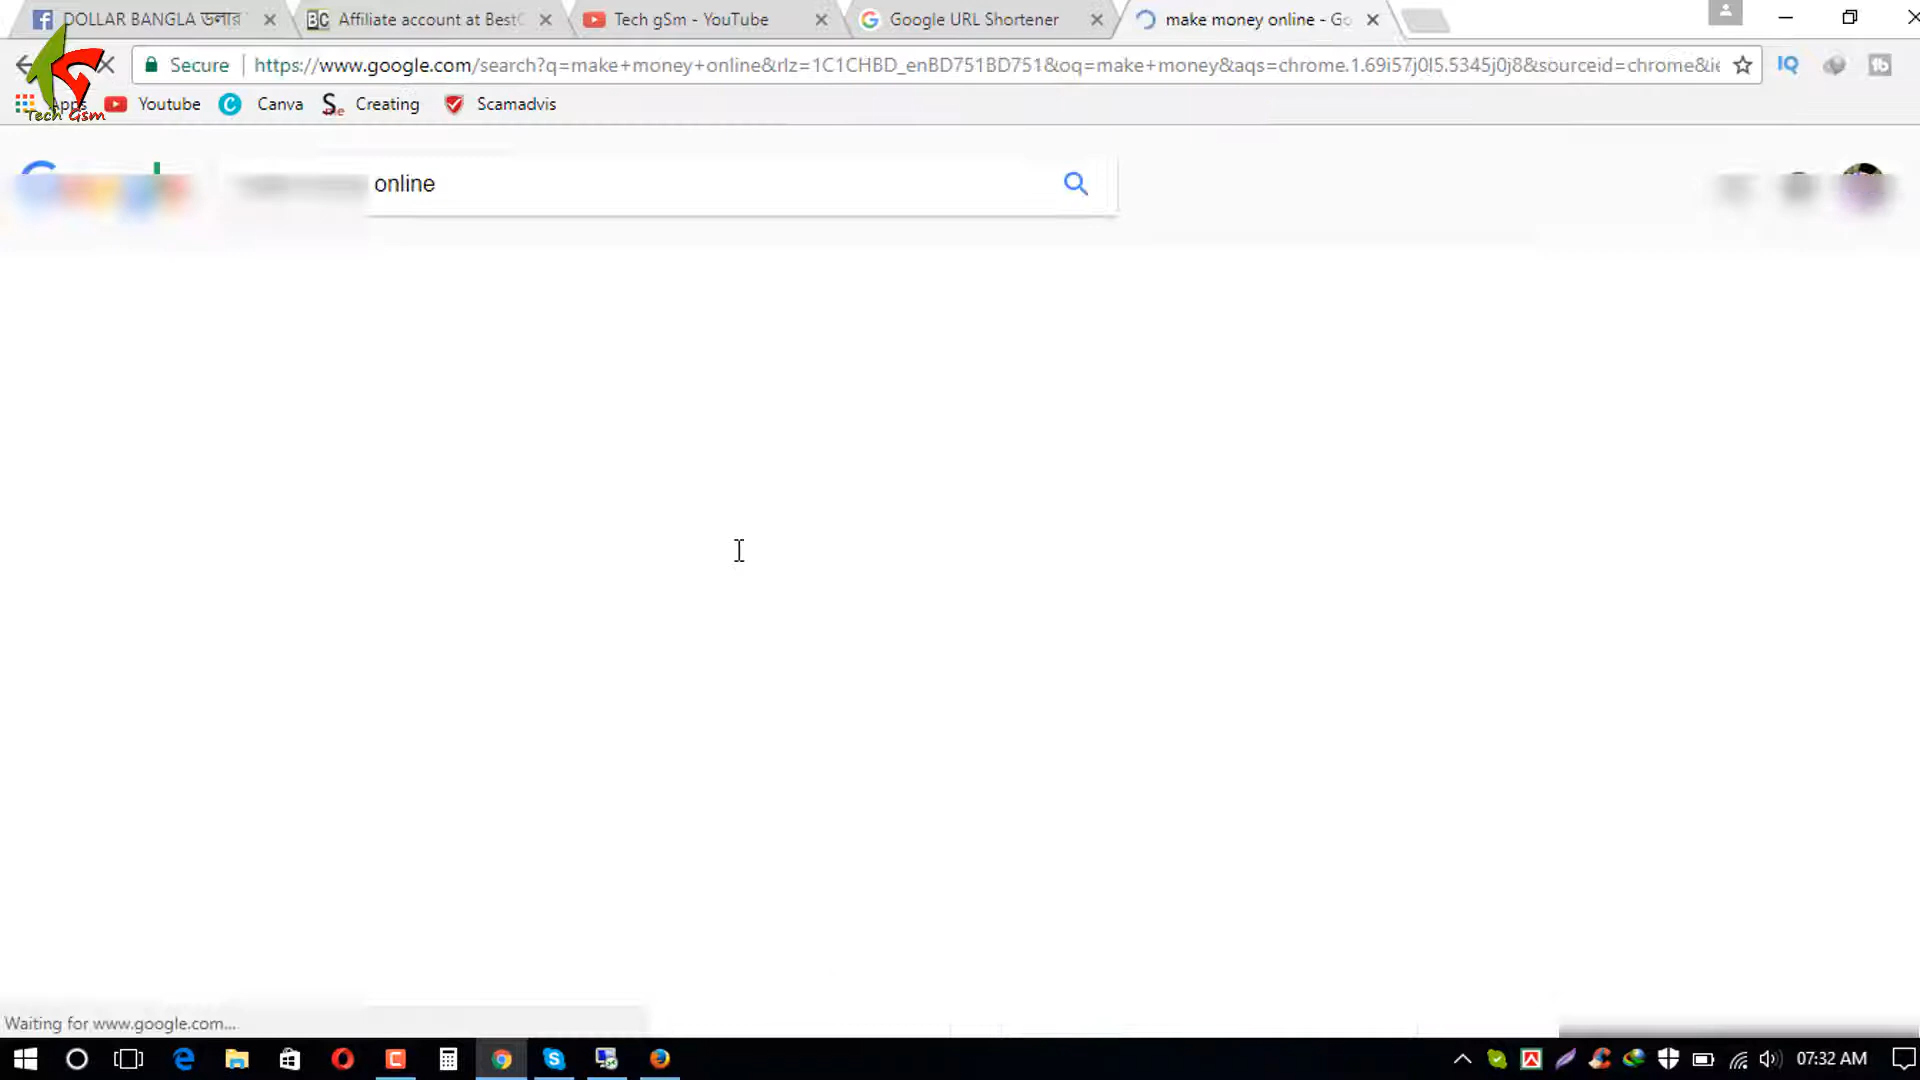 DOLLAR BANGLA ডলার
Affiliate account at BestC
Tech gSm - YouTube
Google URL Shortener
make money online - Go
Secure
https://www.google.com/search?q=make+money+online&rlz=1C1CHBD_enBD751BD751&oq=make+money&aqs=chrome.1.69i57j0l5.5345j0j8&sourceid=chrome&ie
IQ
Apps
Youtube
Canva
Creating
Scamadvis
Tech Gsm
online
Waiting for www.google.com...
07:32 AM